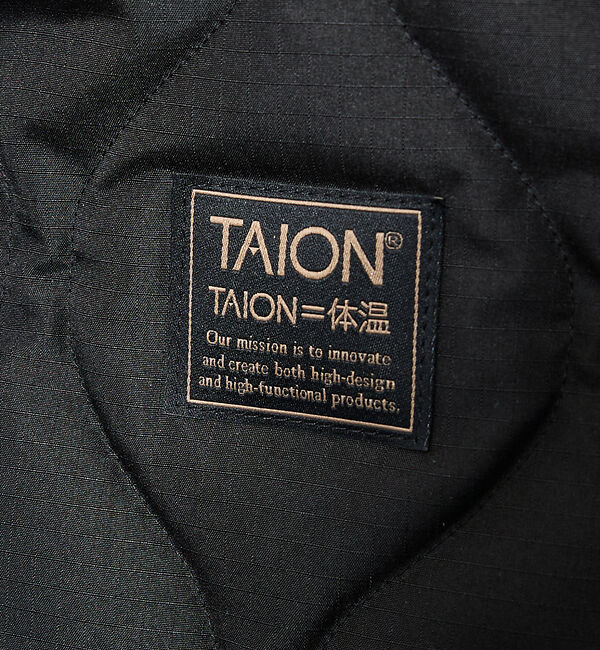 TAION®
TAION=体温
Our mission is to innovate
and create both high-design
and high-functional products.